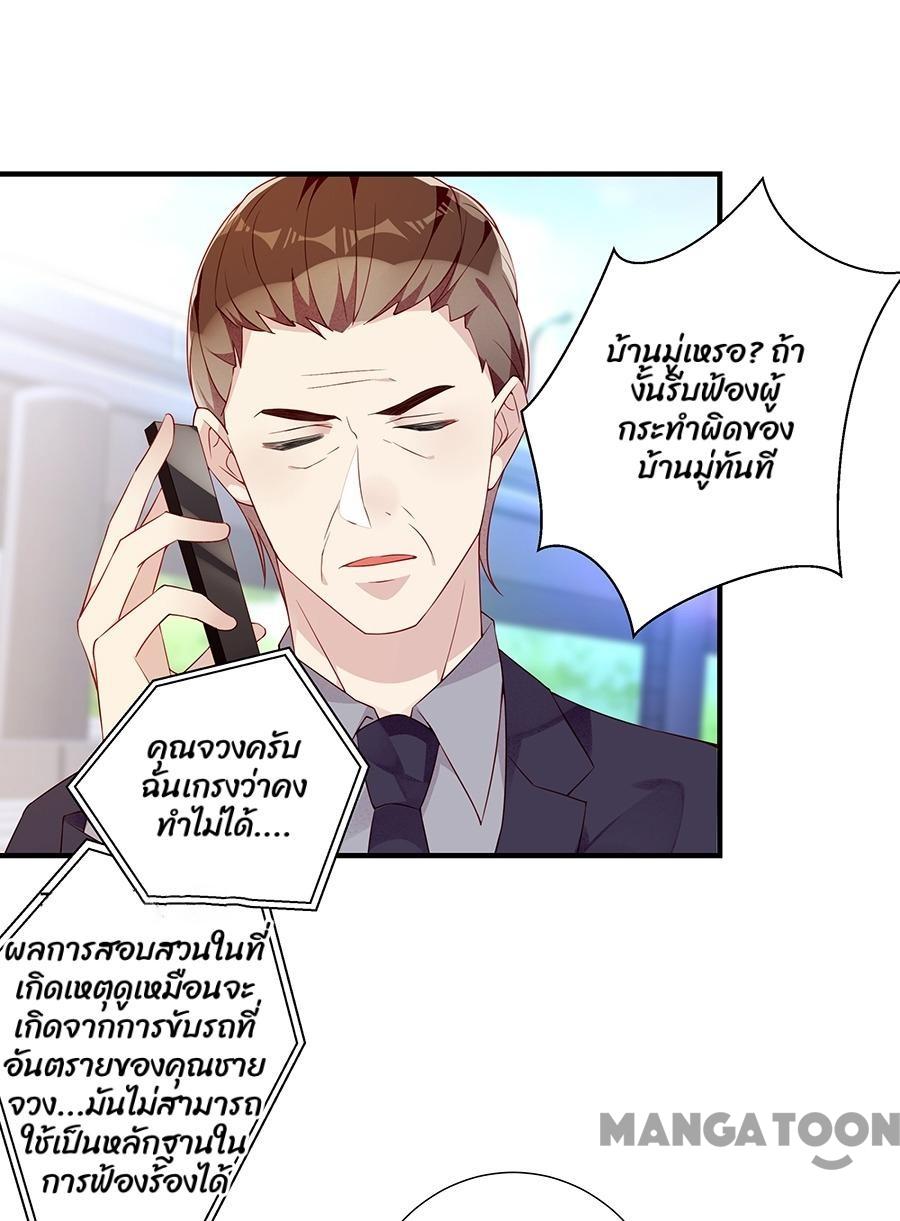 บ้านมู่เหรอ? ถ้า
งั้นรีบฟ้องผู้
กระทำผิดของ
บ้านมู่ทันที
คุณจวงครับ
ฉันเกรงว่าคง
ทำไม่ได้....
ผลการสอบสวนในที่
เกิดเหตุดูเหมือนจะ
เกิดจากการขับรถที่
อันตรายของคุณชาย
จวง...มันไม่สามารถ
ใช้เป็นหลักฐานใน
การฟ้องร้องได้
MANGATOON